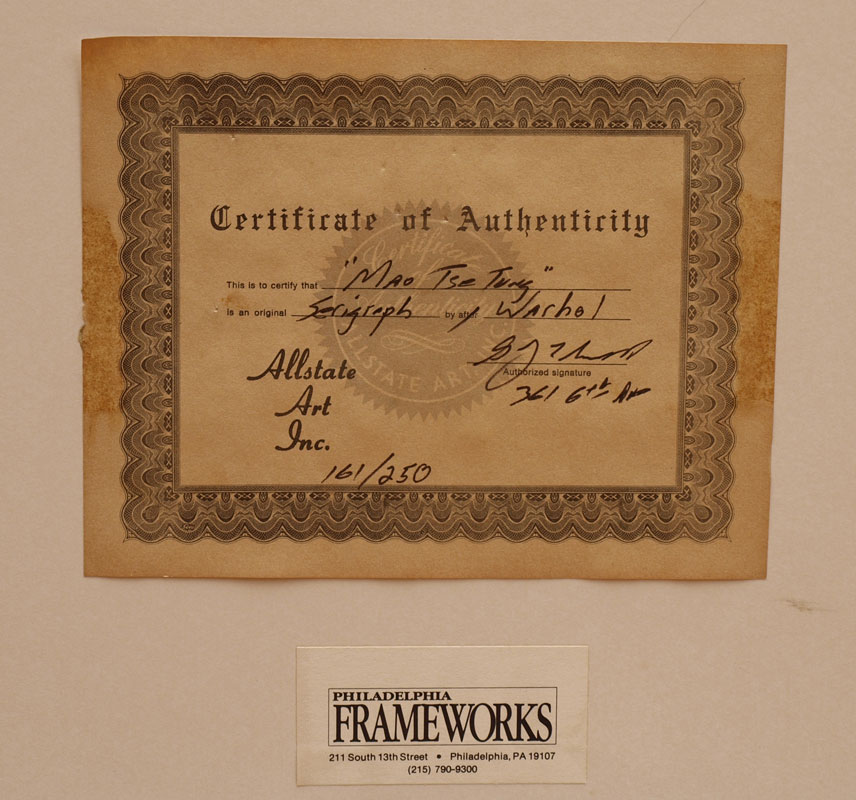 Certificate of Authenticity
This is to certify that "Mao Tse Tung"
is an original Serigraph by after Warhol
Authorized signature
361 6th Ave
Allstate
Art
Inc.
161/250
PHILADELPHIA
FRAMEWORKS
211 South 13th Street • Philadelphia, PA 19107
(215) 790-9300